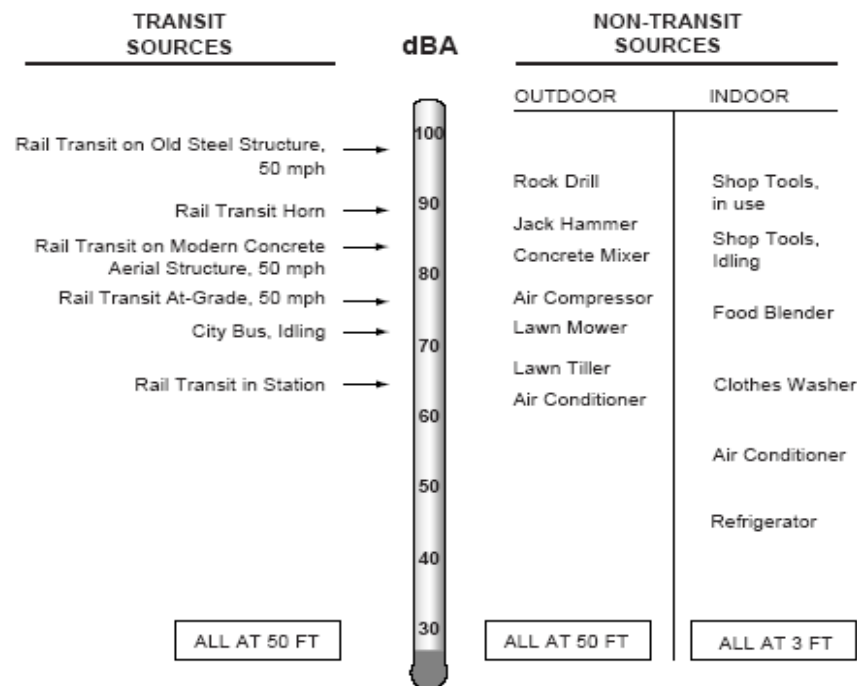 TRANSIT
SOURCES
dBA
NON-TRANSIT
SOURCES
OUTDOOR
INDOOR
Rail Transit on Old Steel Structure,
50 mph
Rail Transit Horn
Rail Transit on Modern Concrete
Aerial Structure, 50 mph
Rail Transit At-Grade, 50 mph
City Bus, Idling
Rail Transit in Station
ALL AT 50 FT
100
90
80
70
60
50
40
30
Rock Drill
Jack Hammer
Concrete Mixer
Air Compressor
Lawn Mower
Lawn Tiller
Air Conditioner
ALL AT 50 FT
Shop Tools,
in use
Shop Tools,
Idling
Food Blender
Clothes Washer
Air Conditioner
Refrigerator
ALL AT 3 FT